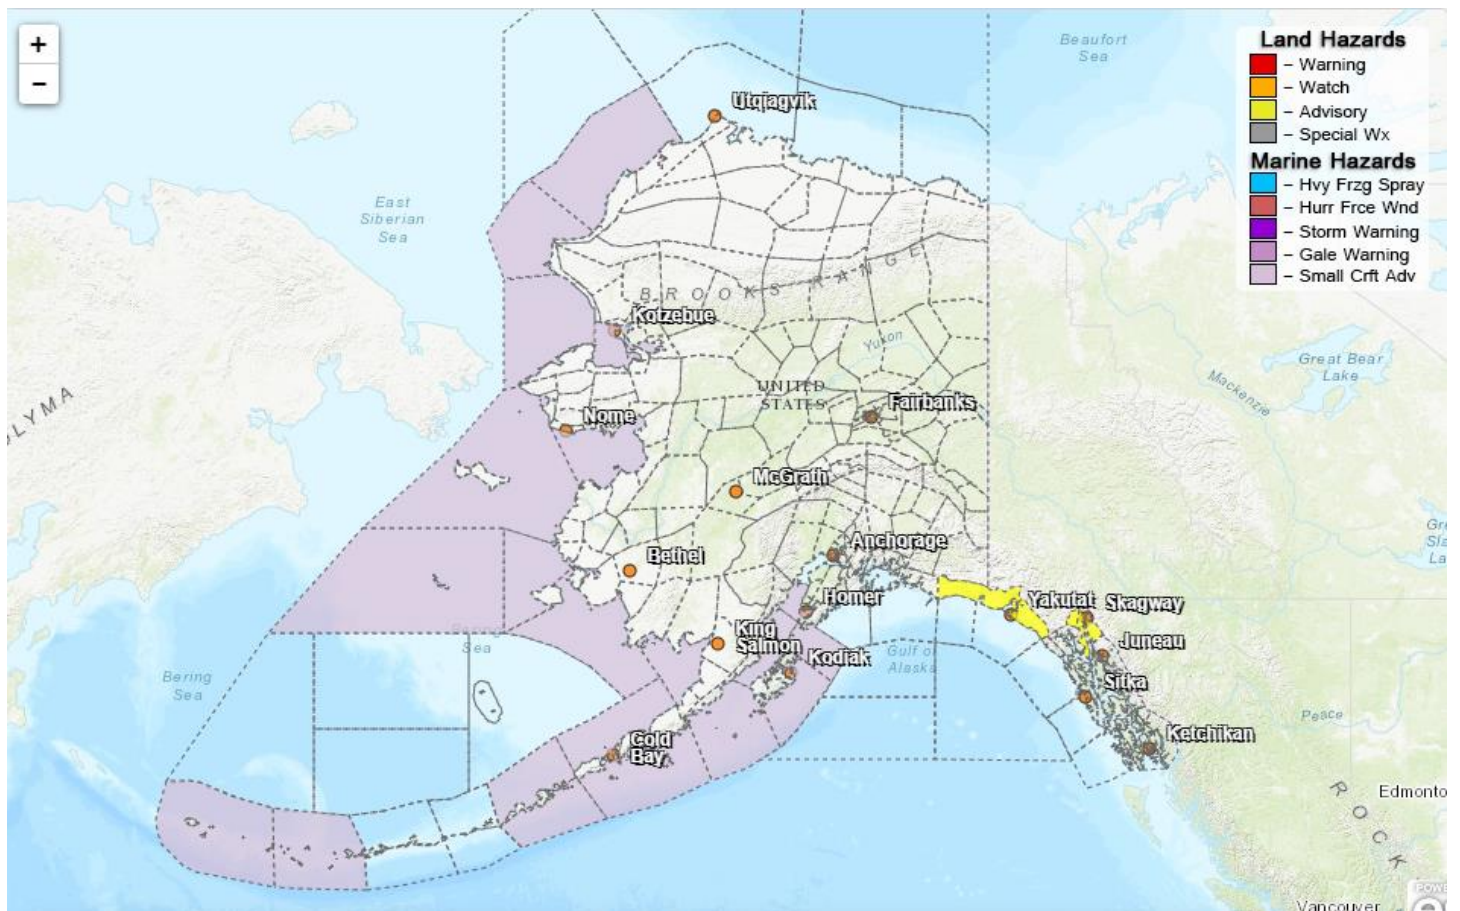 +
−
Land Hazards
– Warning
– Watch
– Advisory
– Special Wx
Marine Hazards
– Hvy Frzg Spray
– Hurr Frce Wnd
– Storm Warning
– Gale Warning
– Small Crft Adv
Beaufort
Sea
Utqiagvik
East
Siberian
Sea
BROOKS RANGE
Kotzebue
Yukon
Great Bear
Lake
Mackenzie
UNITED
STATES
Fairbanks
OLYMA
Nome
McGrath
Anchorage
Bethel
Homer
Yakutat
Skagway
King
Salmon
Juneau
Kodiak
Gulf of
Alaska
Sea
Bering
Sea
Sitka
Peace
Ketchikan
Cold
Bay
Edmonto
ROCK
Vancouver
POWE